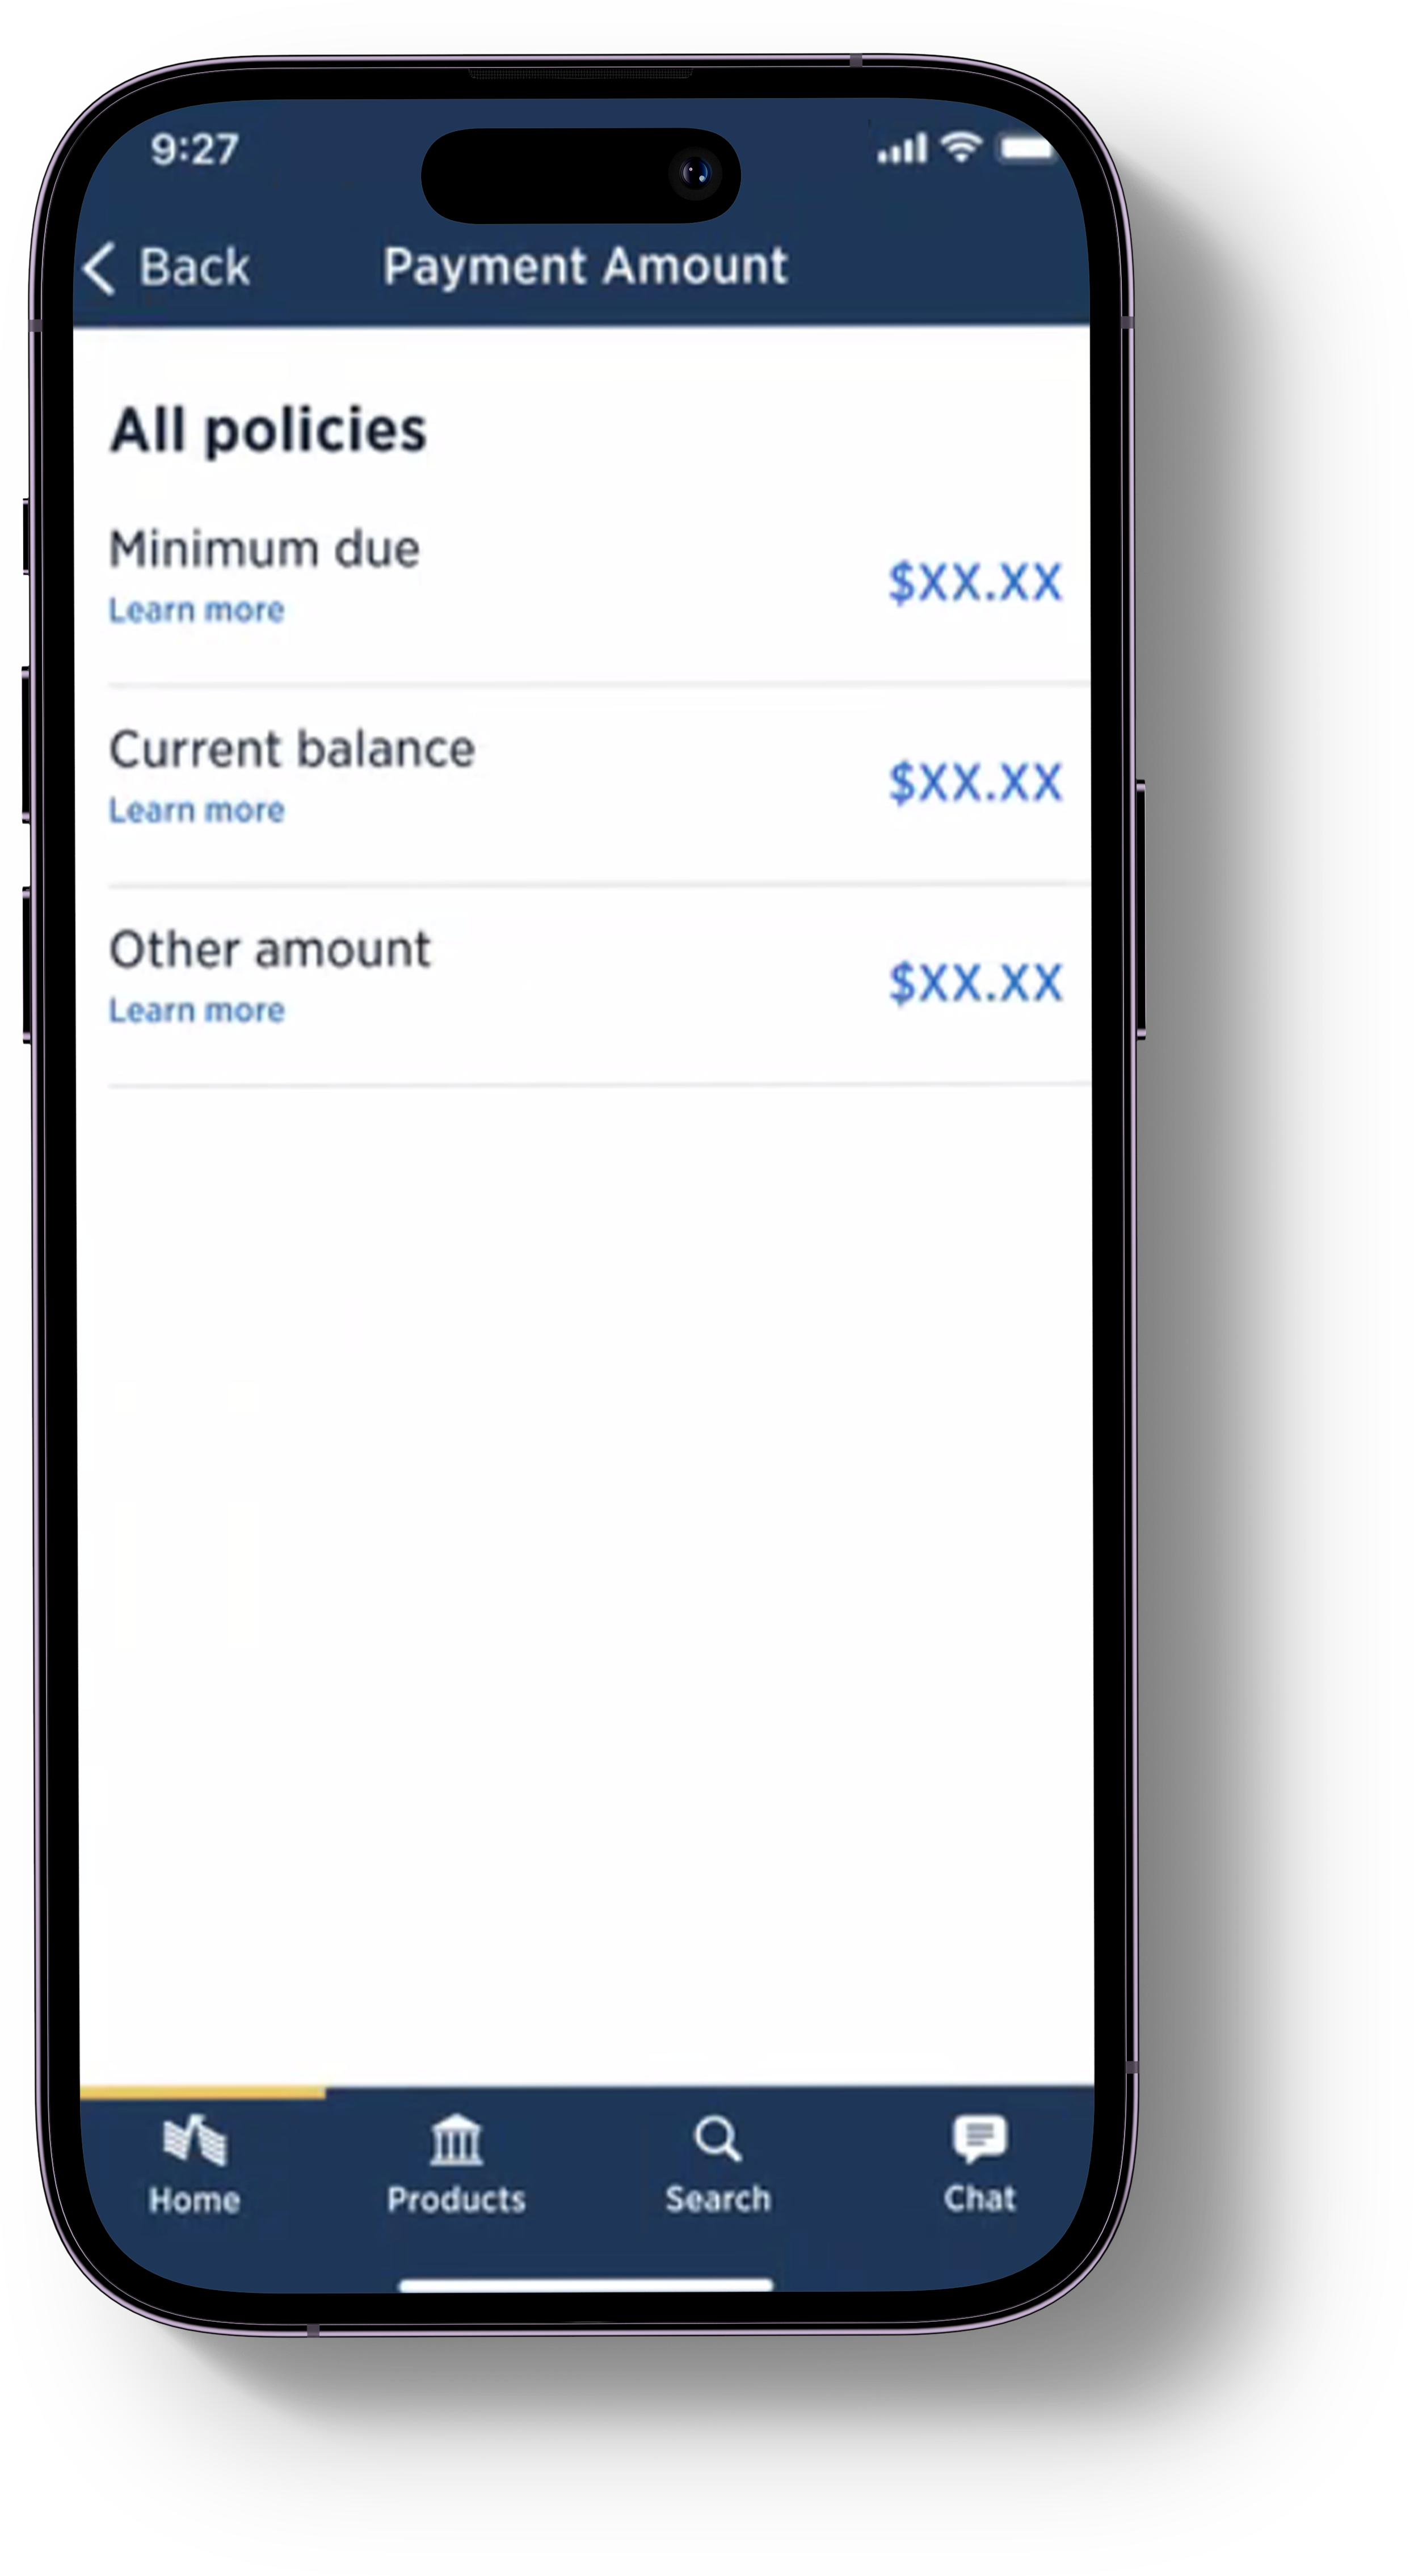 9:27
Back Payment Amount
All policies
Minimum due
$XX.XX
Learn more
Current balance
$XX.XX
Learn more
Other amount
$XX.XX
Learn more
Home Products Search Chat